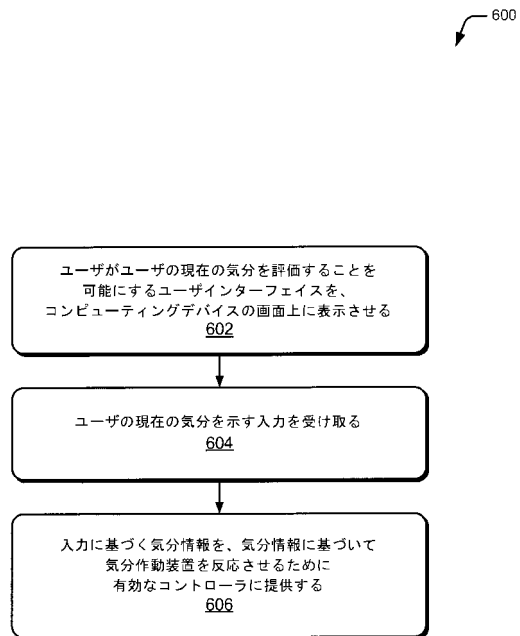 600
ユーザがユーザの現在の気分を評価することを
可能にするユーザインターフェイスを、
コンピューティングデバイスの画面上に表示させる
602
ユーザの現在の気分を示す入力を受け取る
604
入力に基づく気分情報を、気分情報に基づいて
気分作動装置を反応させるために
有効なコントローラに提供する
606